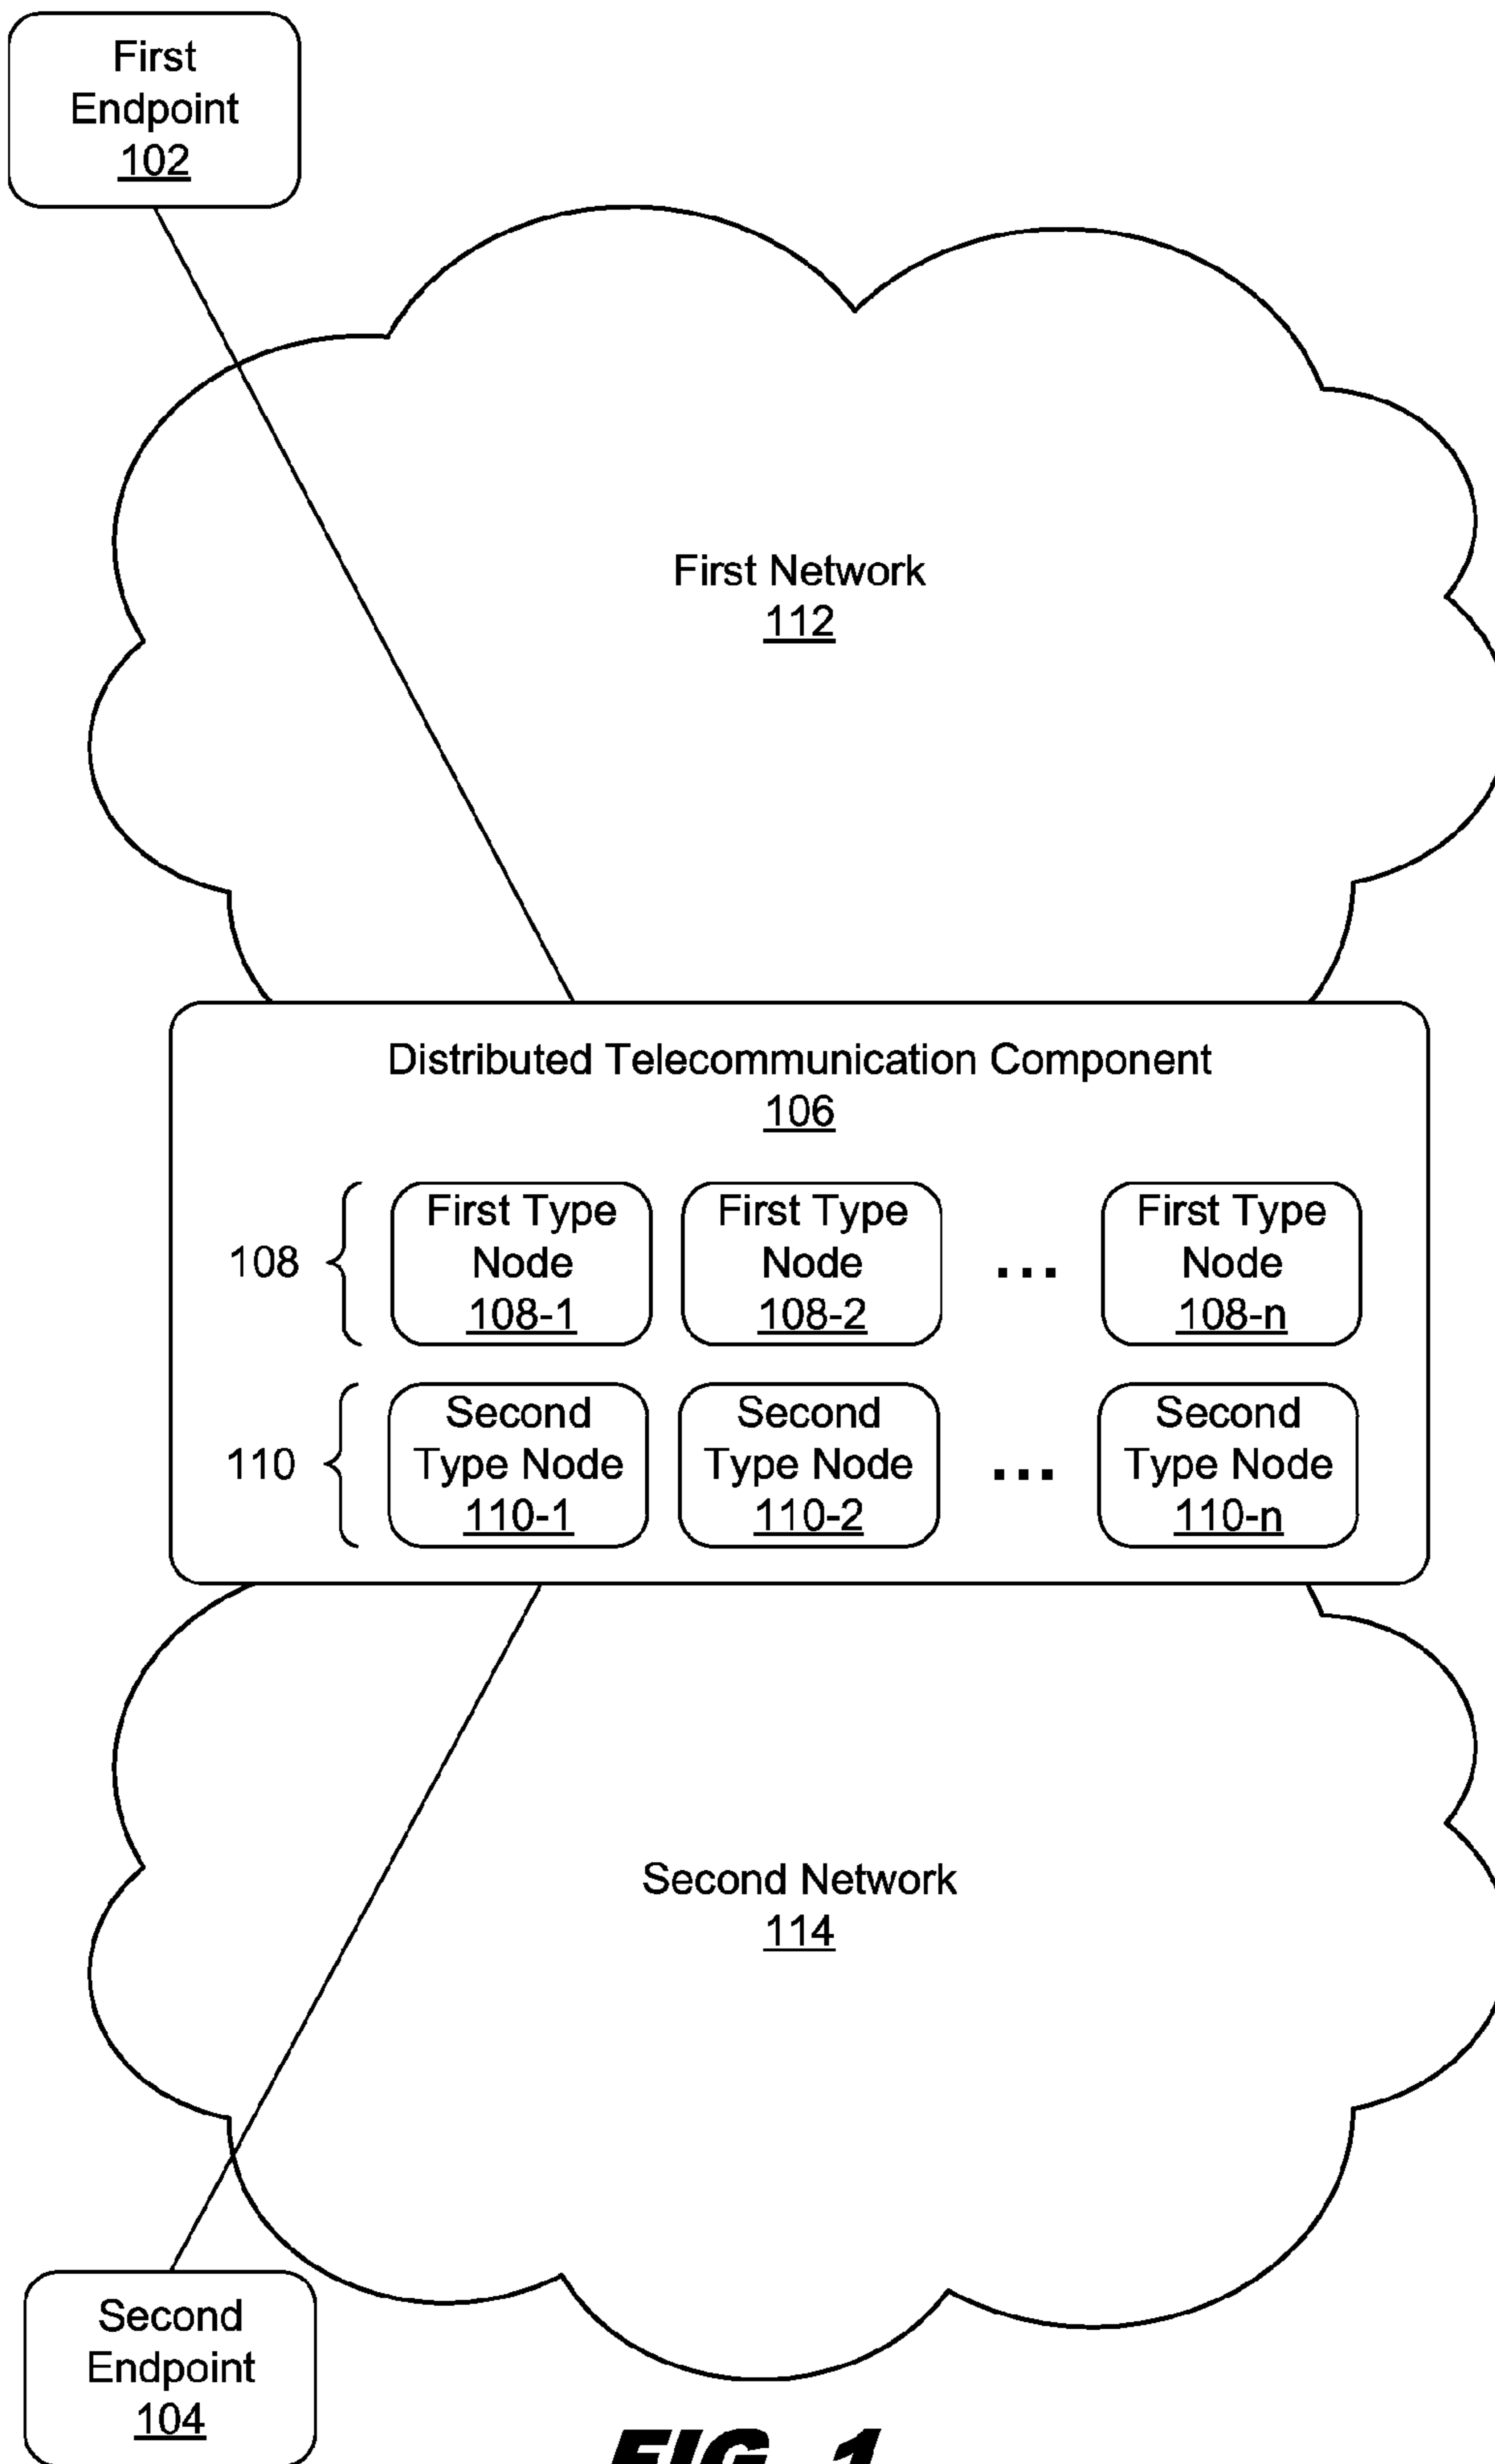 First
Endpoint
102
First Network
112
Distributed Telecommunication Component
106
108
First Type
Node
108-1
First Type
Node
108-2
...
First Type
Node
108-n
110
Second
Type Node
110-1
Second
Type Node
110-2
...
Second
Type Node
110-n
Second Network
114
Second
Endpoint
104
FIG. 1